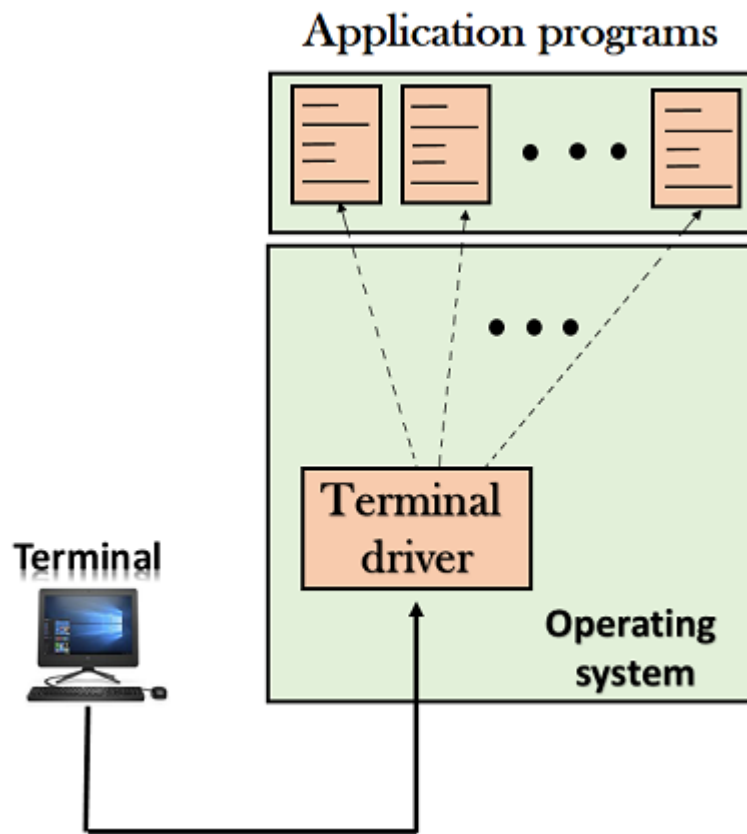 Application programs
Terminal
driver
Terminal
Operating
system